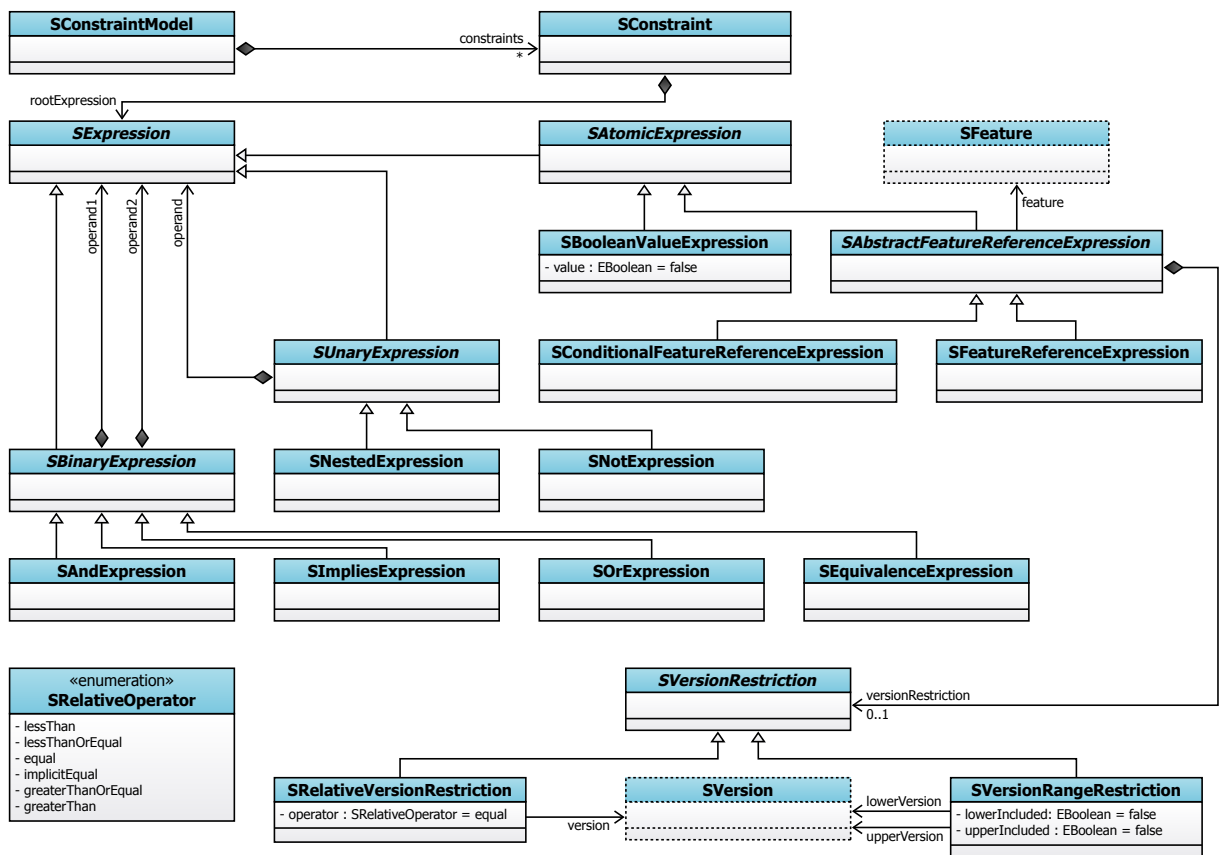 SConstraintModel
constraints
*
SConstraint
rootExpression
SExpression
SAtomicExpression
SFeature
operand1
operand2
operand
feature
SBooleanValueExpression
- value : EBoolean = false
SAbstractFeatureReferenceExpression
SUnaryExpression
SConditionalFeatureReferenceExpression
SFeatureReferenceExpression
SBinaryExpression
SNestedExpression
SNotExpression
SAndExpression
SImpliesExpression
SOrExpression
SEquivalenceExpression
«enumeration»
SRelativeOperator
- lessThan
- lessThanOrEqual
- equal
- implicitEqual
- greaterThanOrEqual
- greaterThan
SVersionRestriction
versionRestriction
0..1
SRelativeVersionRestriction
- operator : SRelativeOperator = equal
version
SVersion
lowerVersion
upperVersion
SVersionRangeRestriction
- lowerIncluded: EBoolean = false
- upperIncluded : EBoolean = false